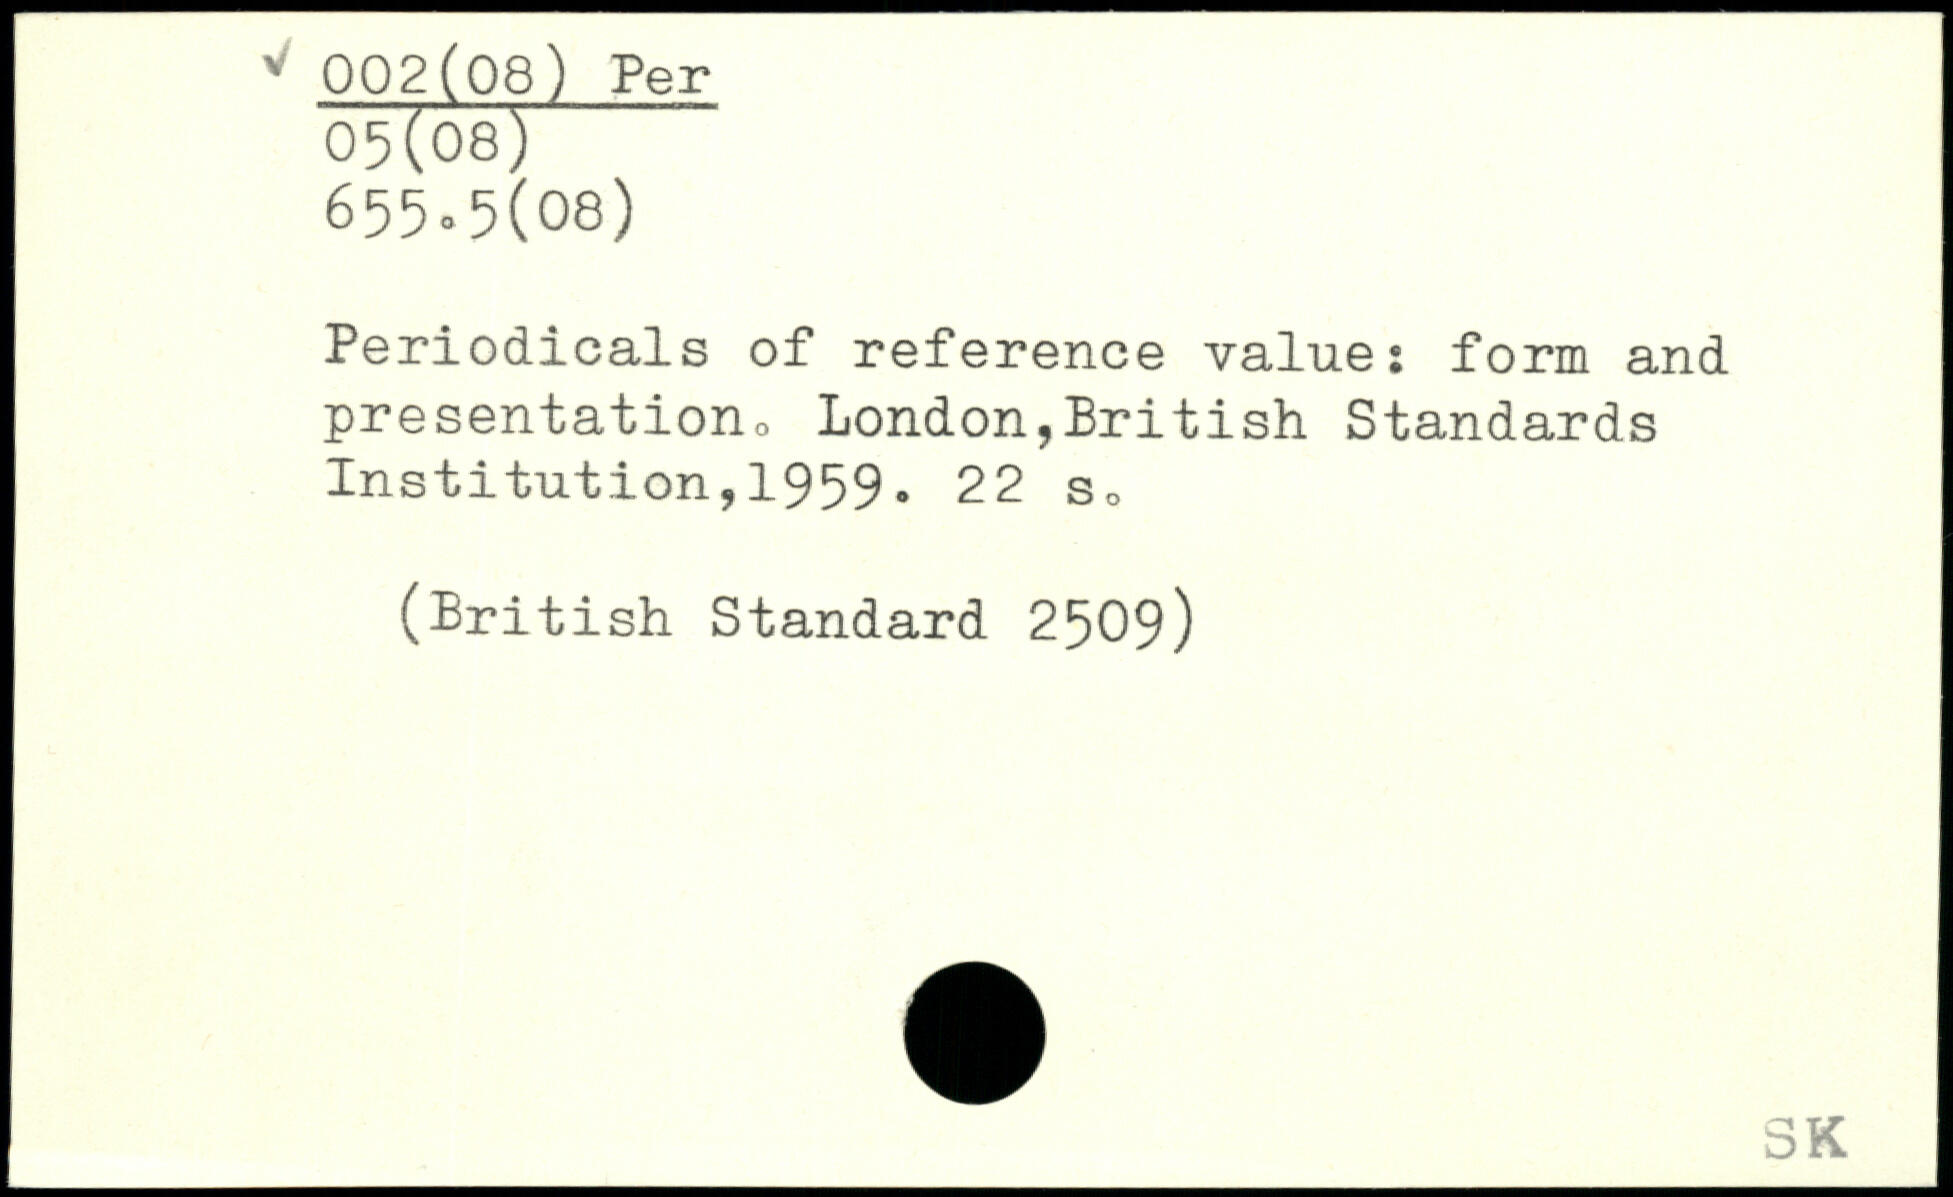 ✓ 002(08) Per
05(08)
655.5(08)
Periodicals of reference value: form and
presentation. London,British Standards
Institution,1959. 22 s.
(British Standard 2509)
SK